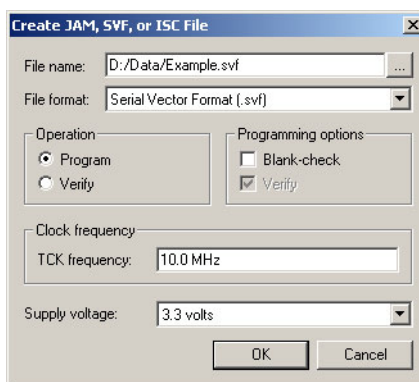 Create JAM, SVF, or ISC File
File name: D:/Data/Example.svf ...
File format: Serial Vector Format (.svf)
Operation
Program
Verify
Programming options
Blank-check
Verify
Clock frequency
TCK frequency: 10.0 MHz
Supply voltage: 3.3 volts
OK Cancel